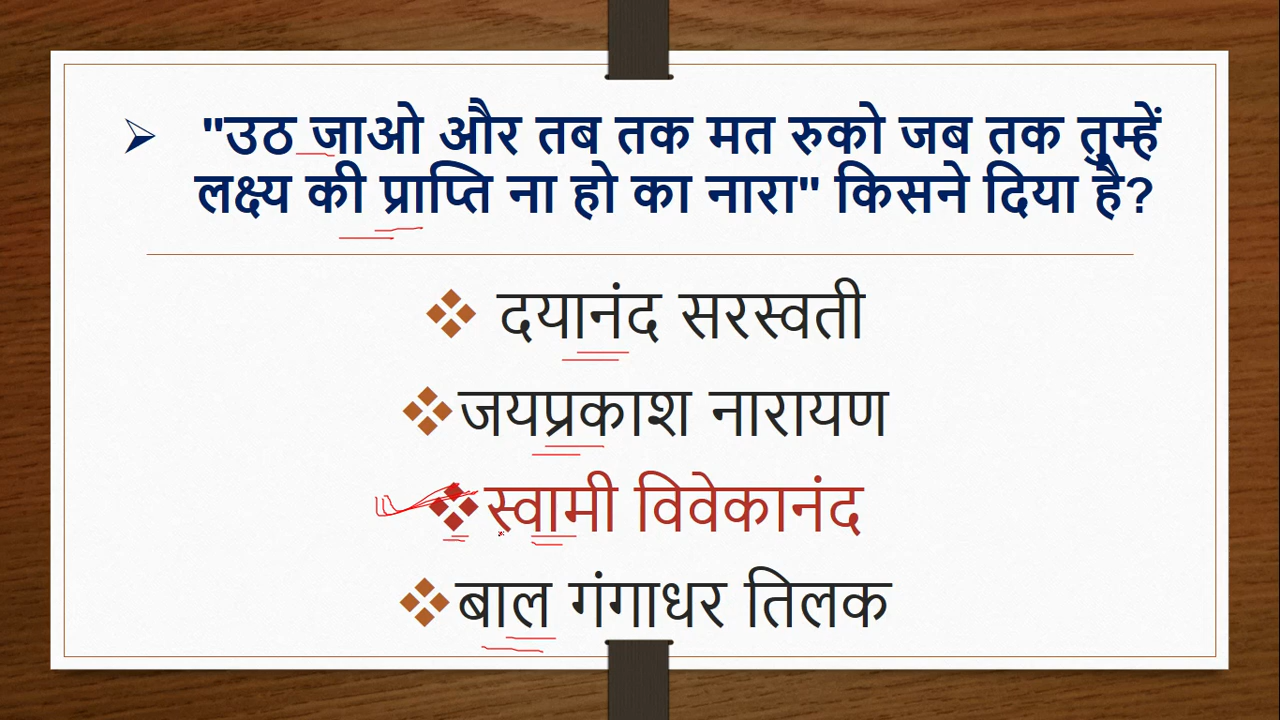 "उठ जाओ और तब तक मत रुको जब तक तुम्हें
लक्ष्य की प्राप्ति ना हो का नारा" किसने दिया है?
दयानंद सरस्वती
जयप्रकाश नारायण
स्वामी विवेकानंद
बाल गंगाधर तिलक